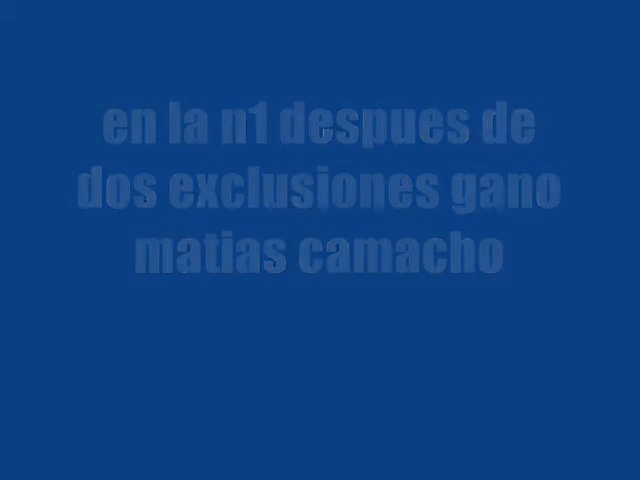 en la n1 despues de
dos exclusiones gano
matias camacho